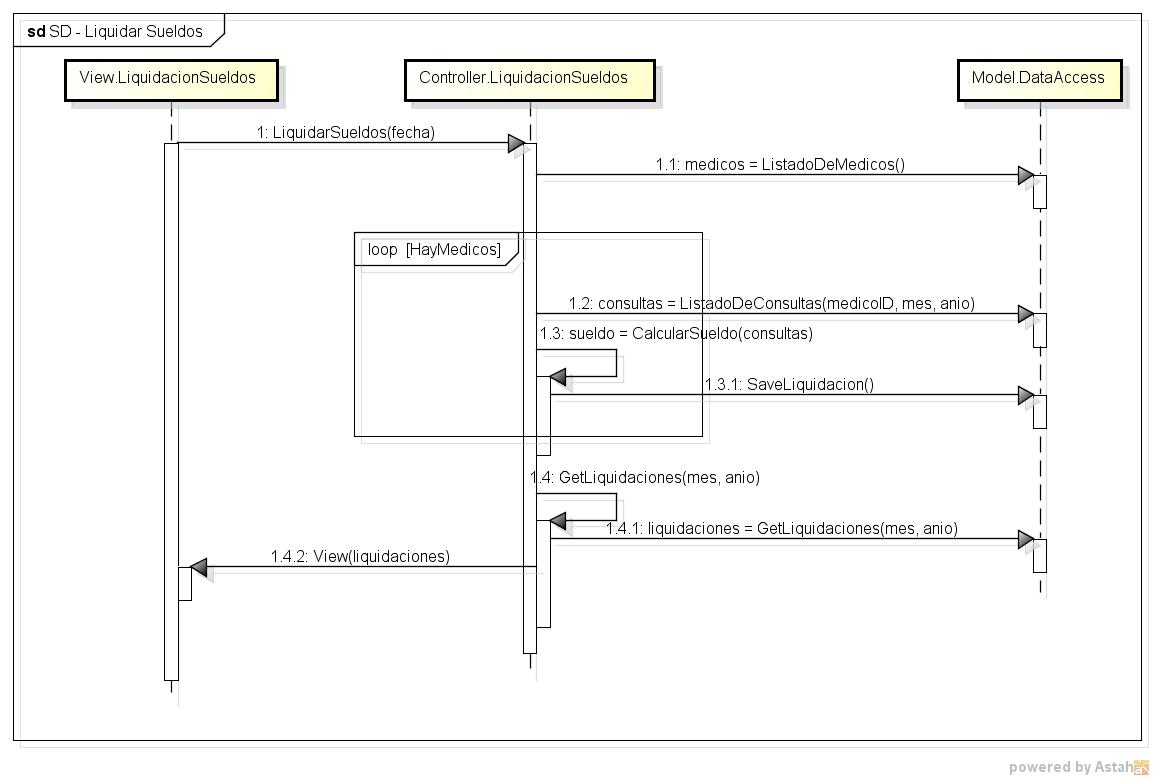 sd SD - Liquidar Sueldos
View.LiquidacionSueldos
Controller.LiquidacionSueldos
Model.DataAccess
1: LiquidarSueldos(fecha)
1.1: medicos = ListadoDeMedicos()
loop [HayMedicos]
1.2: consultas = ListadoDeConsultas(medicoID, mes, anio)
1.3: sueldo = CalcularSueldo(consultas)
1.3.1: SaveLiquidacion()
1.4: GetLiquidaciones(mes, anio)
1.4.1: liquidaciones = GetLiquidaciones(mes, anio)
1.4.2: View(liquidaciones)
powered by Astah